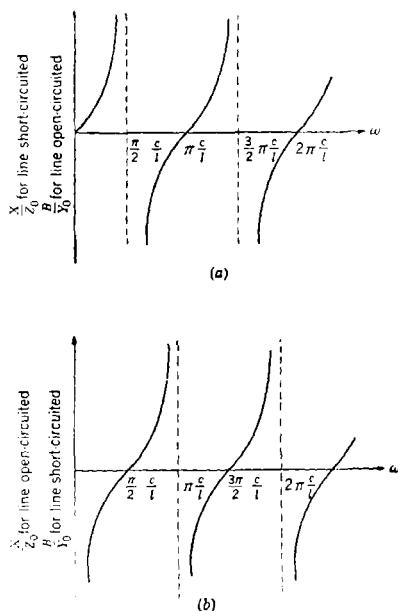 X/Z₀ for line short-circuited
B/Y₀ for line open-circuited
π/2 c/l
π c/l
3/2 π c/l
2π c/l
ω
(a)
X/Z₀ for line open-circuited
B/Y₀ for line short-circuited
π/2 c/l
π c/l
3π/2 c/l
2π c/l
ω
(b)